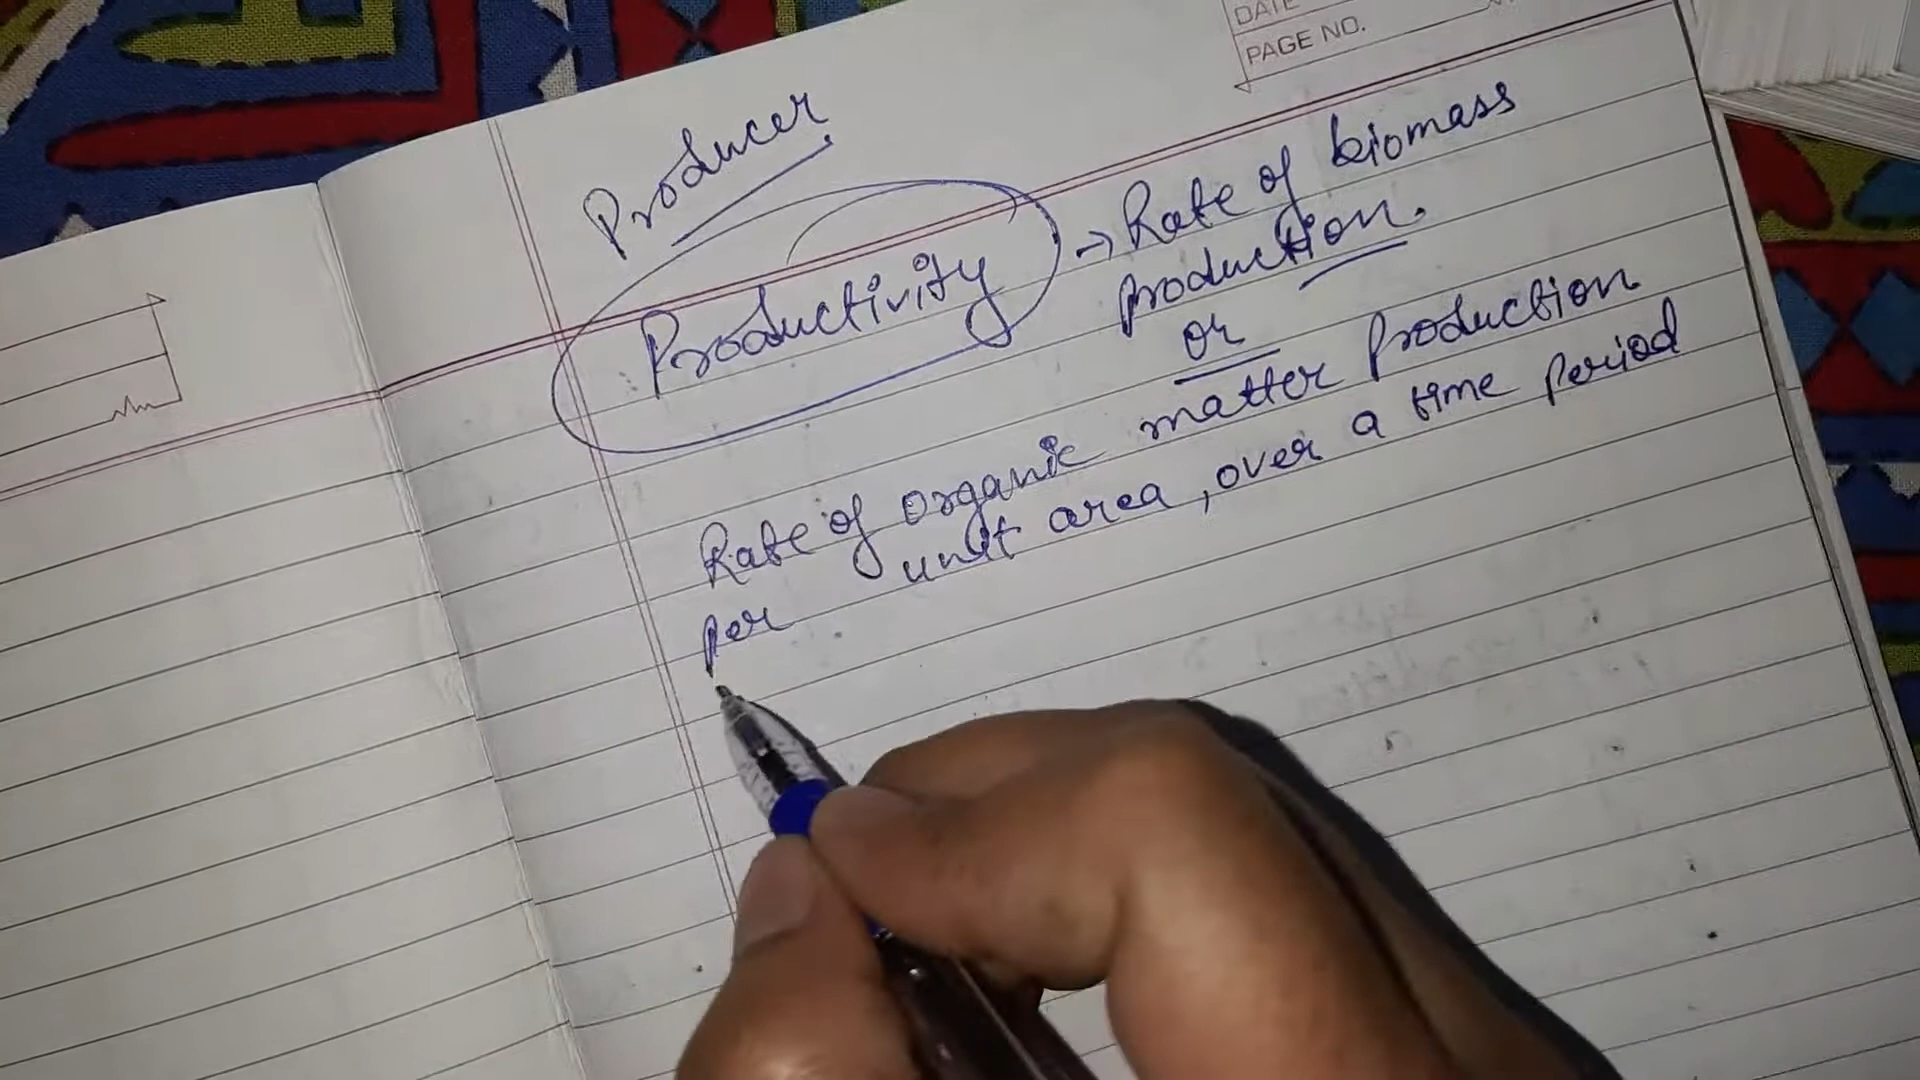 DATE
PAGE NO.
Producer
Productivity → Rate of biomass
production.
or
Rate of organic matter production
per unit area, over a time period